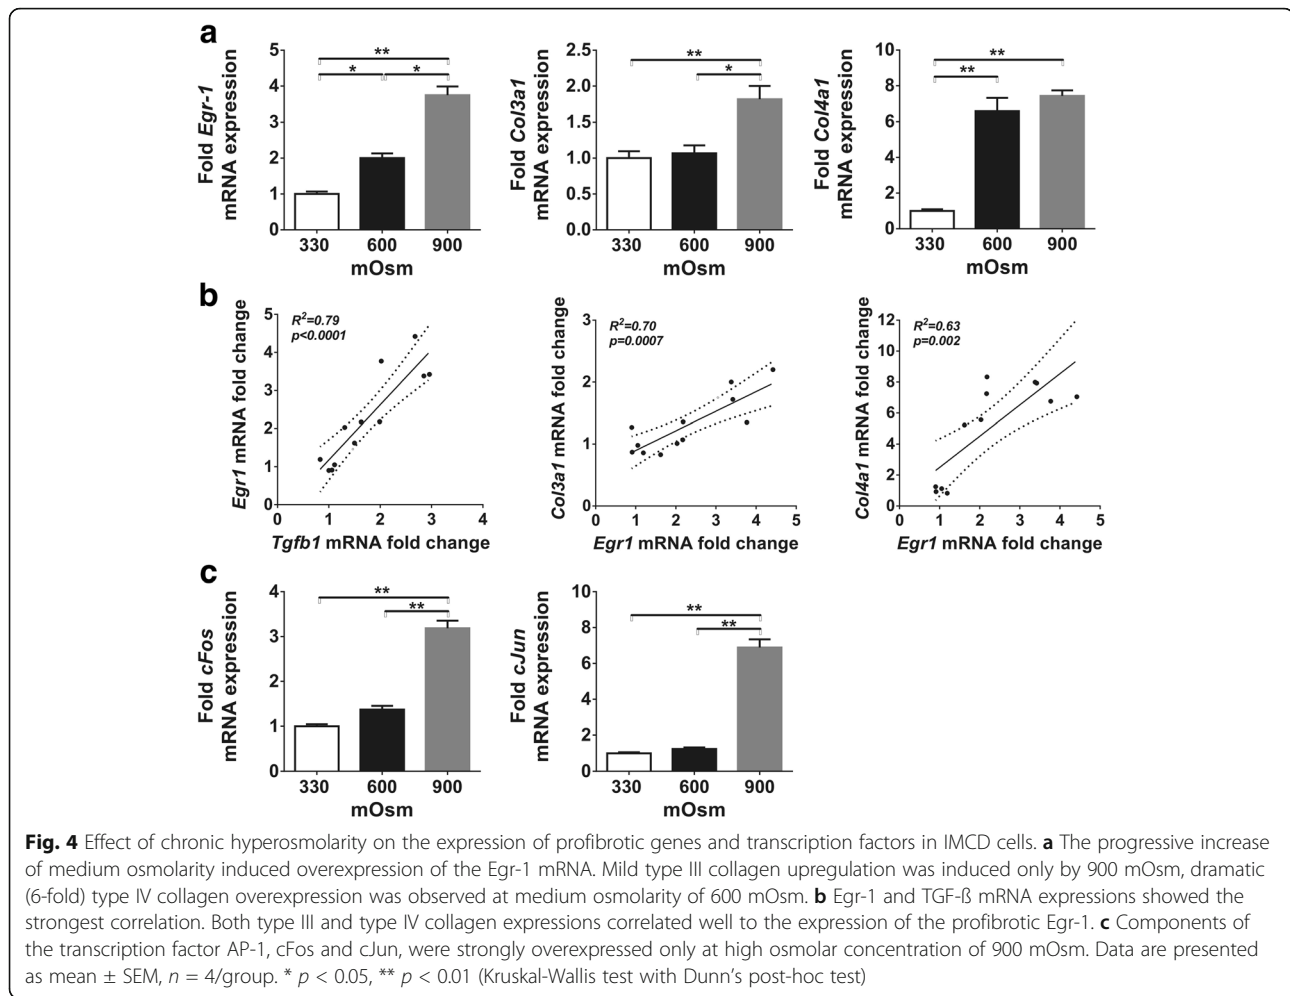 a
Fold Egr-1
mRNA expression
5
4
3
2
1
0
**
*
*
330
600
900
mOsm
Fold Col3a1
mRNA expression
2.5
2.0
1.5
1.0
0.5
0.0
**
*
330
600
900
mOsm
Fold Col4a1
mRNA expression
10
8
6
4
2
0
**
**
330
600
900
mOsm
b
Egr1 mRNA fold change
5
4
3
2
1
0
R²=0.79
p<0.0001
0
1
2
3
4
Tgfb1 mRNA fold change
Col3a1 mRNA fold change
3
2
1
0
R²=0.70
p=0.0007
0
1
2
3
4
5
Egr1 mRNA fold change
Col4a1 mRNA fold change
12
10
8
6
4
2
0
R²=0.63
p=0.002
0
1
2
3
4
5
Egr1 mRNA fold change
c
Fold cFos
mRNA expression
4
3
2
1
0
**
**
330
600
900
mOsm
Fold cJun
mRNA expression
10
8
6
4
2
0
**
**
330
600
900
mOsm
Fig. 4 Effect of chronic hyperosmolarity on the expression of profibrotic genes and transcription factors in IMCD cells. a The progressive increase
of medium osmolarity induced overexpression of the Egr-1 mRNA. Mild type III collagen upregulation was induced only by 900 mOsm, dramatic
(6-fold) type IV collagen overexpression was observed at medium osmolarity of 600 mOsm. b Egr-1 and TGF-ß mRNA expressions showed the
strongest correlation. Both type III and type IV collagen expressions correlated well to the expression of the profibrotic Egr-1. c Components of
the transcription factor AP-1, cFos and cJun, were strongly overexpressed only at high osmolar concentration of 900 mOsm. Data are presented
as mean ± SEM, n = 4/group. * p < 0.05, ** p < 0.01 (Kruskal-Wallis test with Dunn’s post-hoc test)